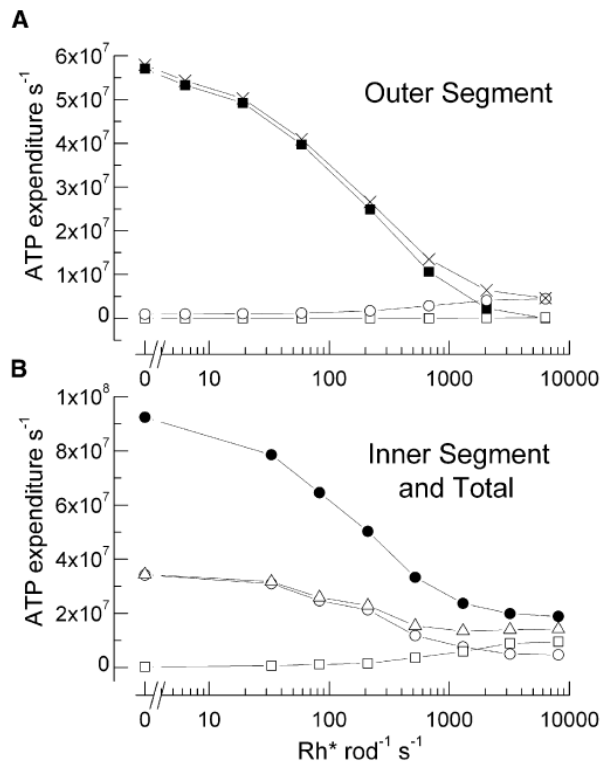 A
6x10⁷
5x10⁷
4x10⁷
3x10⁷
2x10⁷
1x10⁷
0
ATP expenditure s⁻¹
Outer Segment
0 10 100 1000 10000
B
1x10⁸
8x10⁷
6x10⁷
4x10⁷
2x10⁷
0
ATP expenditure s⁻¹
Inner Segment
and Total
0 10 100 1000 10000
Rh* rod⁻¹ s⁻¹